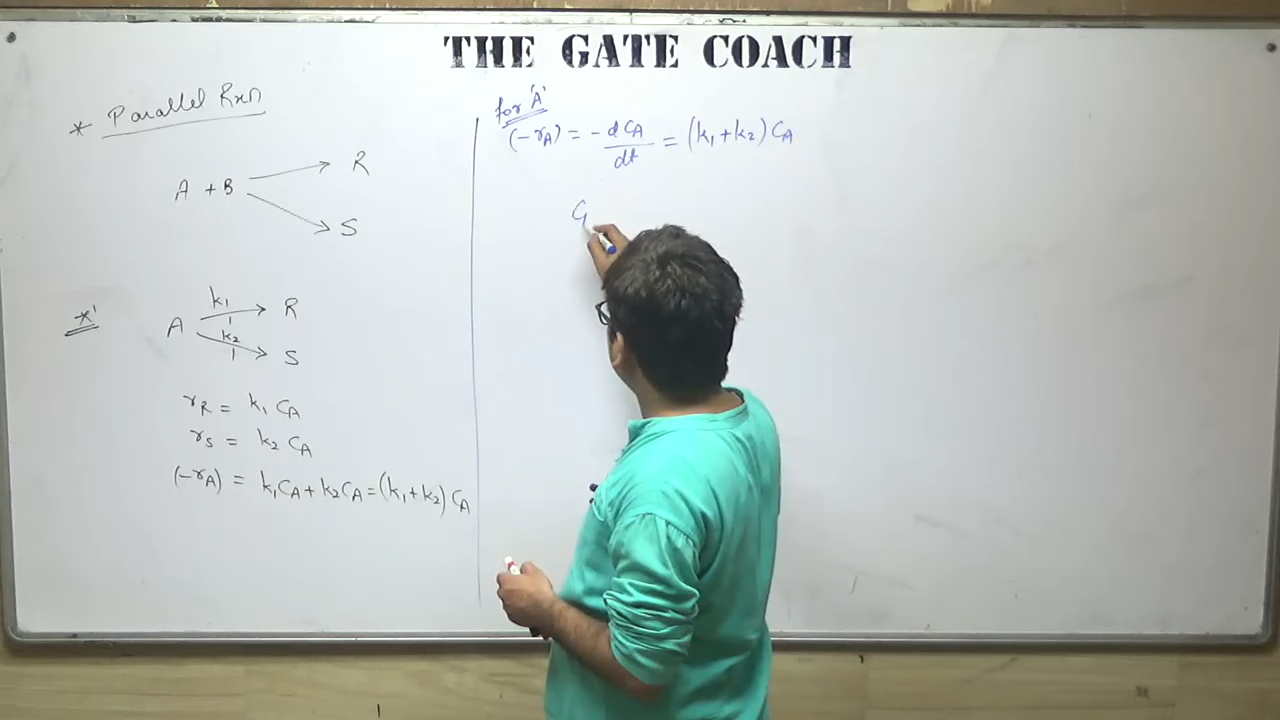 THE GATE COACH
* Parallel Rxn
A + B → R
→ S
*'
A k1 → R
k2 → S
1
1
rR = k1 CA
rS = k2 CA
(-rA) = k1CA + k2CA = (k1+k2) CA
for 'A'
(-rA) = -dCA/dt = (k1+k2) CA
C